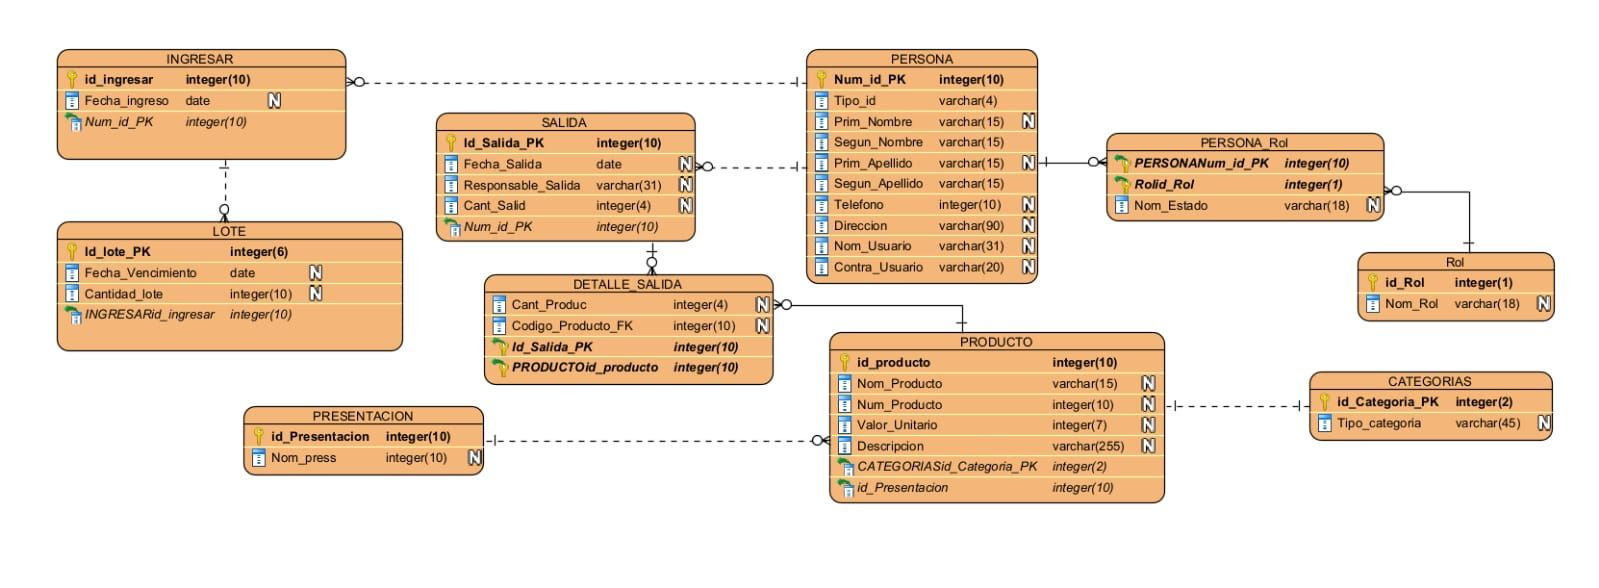 INGRESAR
id_ingresar integer(10)
Fecha_ingreso date N
Num_id_PK integer(10)
LOTE
Id_lote_PK integer(6)
Fecha_Vencimiento date N
Cantidad_lote integer(10) N
INGRESARid_ingresar integer(10)
SALIDA
Id_Salida_PK integer(10)
Fecha_Salida date N
Responsable_Salida varchar(31) N
Cant_Salid integer(4) N
Num_id_PK integer(10)
DETALLE_SALIDA
Cant_Produc integer(4) N
Codigo_Producto_FK integer(10) N
Id_Salida_PK integer(10)
PRODUCTOid_producto integer(10)
PRESENTACION
id_Presentacion integer(10)
Nom_press integer(10) N
PERSONA
Num_id_PK integer(10)
Tipo_id varchar(4)
Prim_Nombre varchar(15) N
Segun_Nombre varchar(15)
Prim_Apellido varchar(15) N
Segun_Apellido varchar(15)
Telefono integer(10) N
Direccion varchar(90) N
Nom_Usuario varchar(31) N
Contra_Usuario varchar(20) N
PRODUCTO
id_producto integer(10)
Nom_Producto varchar(15) N
Num_Producto integer(10) N
Valor_Unitario integer(7) N
Descripcion varchar(255) N
CATEGORIASid_Categoria_PK integer(2)
id_Presentacion integer(10)
PERSONA_Rol
PERSONANum_id_PK integer(10)
Rolid_Rol integer(1)
Nom_Estado varchar(18) N
Rol
id_Rol integer(1)
Nom_Rol varchar(18) N
CATEGORIAS
id_Categoria_PK integer(2)
Tipo_categoria varchar(45) N